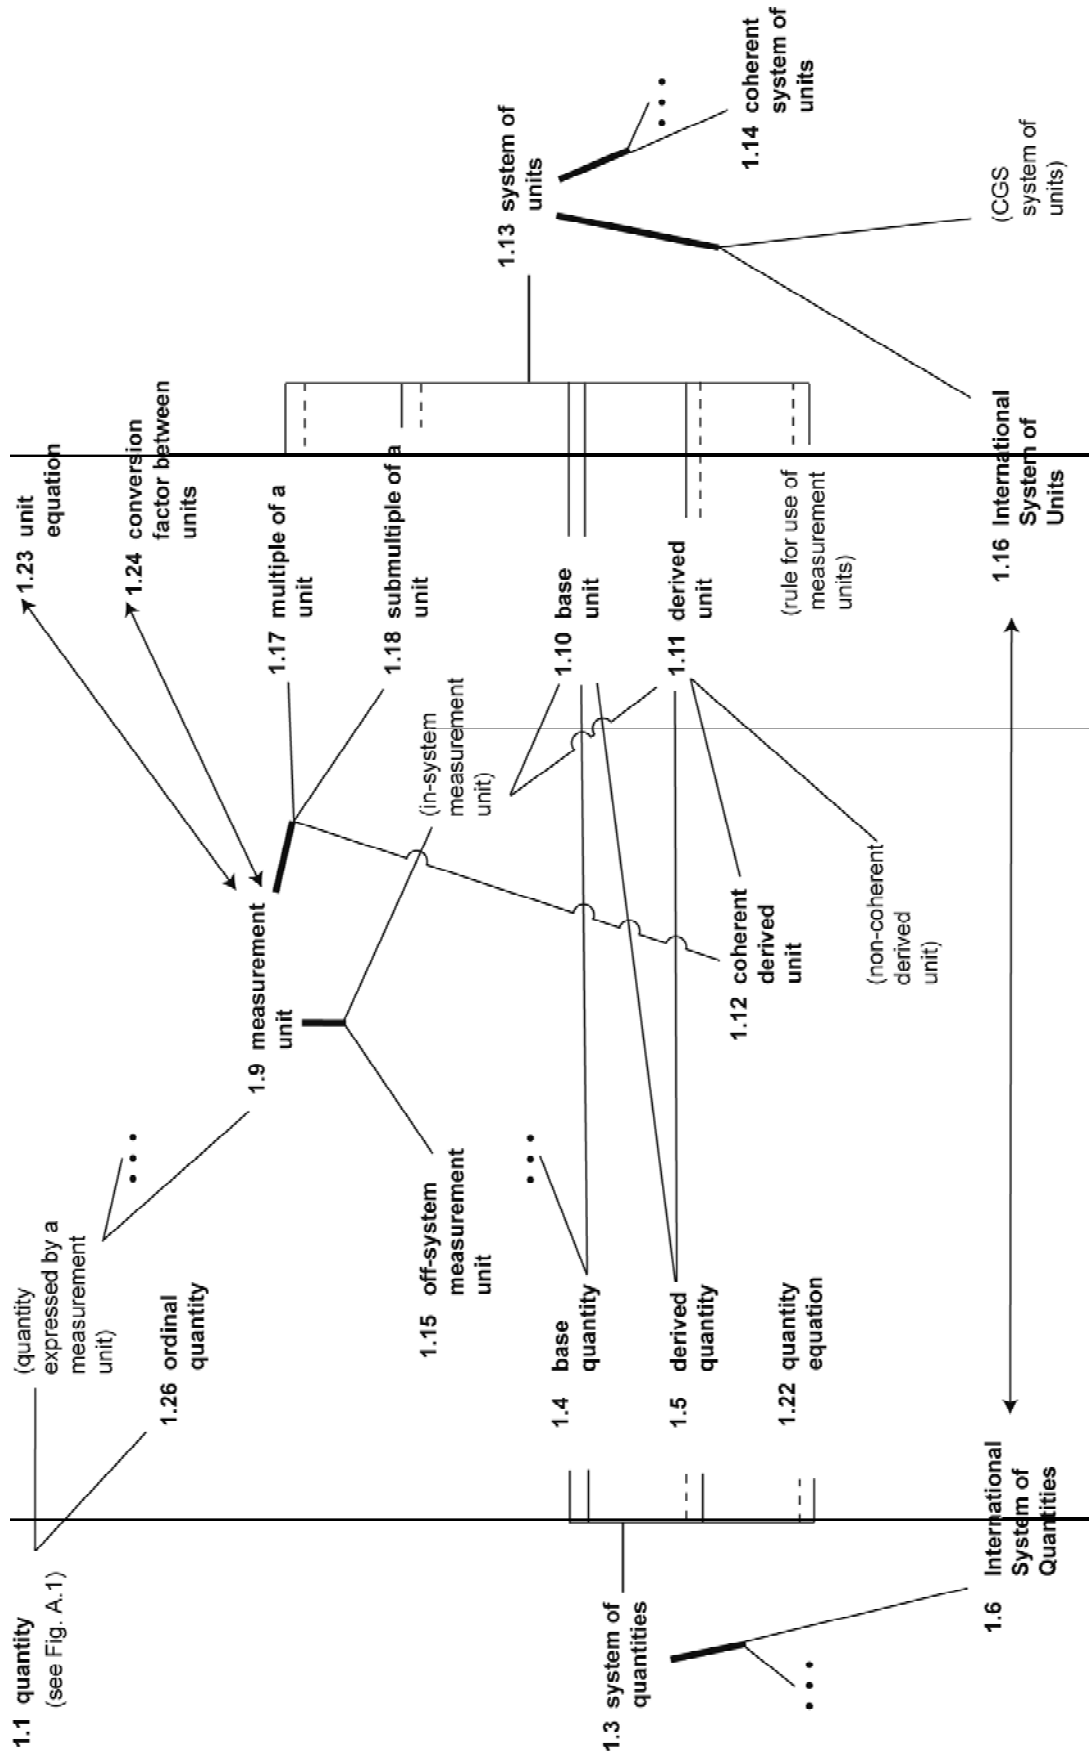 1.1 quantity
(see Fig. A.1)
(quantity
expressed by a
measurement
unit)
1.26 ordinal
quantity
1.23 unit
equation
1.24 conversion
factor between
units
1.9 measurement
unit
1.17 multiple of a
unit
1.18 submultiple of a
unit
1.15 off-system
measurement
unit
(in-system
measurement
unit)
1.3 system of
quantities
1.4 base
quantity
1.5 derived
quantity
1.22 quantity
equation
1.10 base
unit
1.11 derived
unit
1.12 coherent
derived
unit
(non-coherent
derived
unit)
(rule for use of
measurement
units)
1.13 system of
units
1.14 coherent
system of
units
(CGS
system of
units)
1.6 International
System of
Quantities
1.16 International
System of
Units